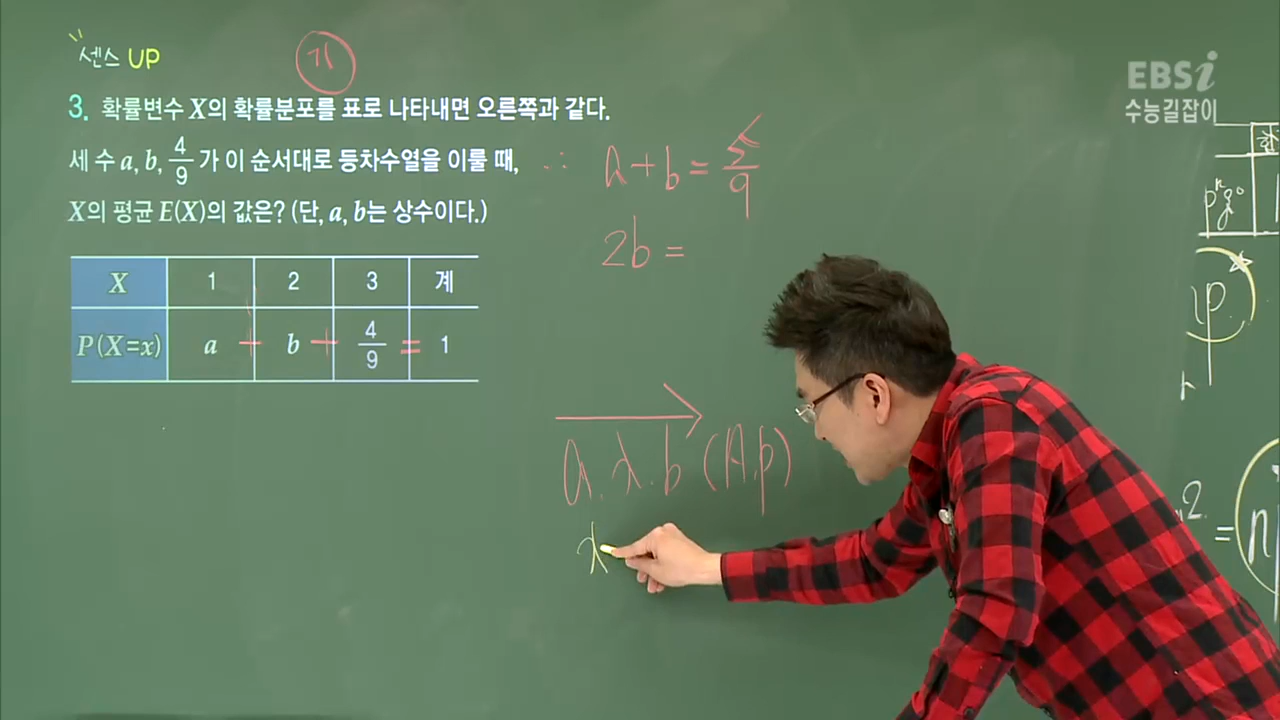 센스 UP
EBSi
수능길잡이
3. 확률변수 X의 확률분포를 표로 나타내면 오른쪽과 같다.
세 수 a, b, 4/9 가 이 순서대로 등차수열을 이룰 때,
X의 평균 E(X)의 값은? (단, a, b는 상수이다.)
X 1 2 3 계
P(X=x) a + b + 4/9 = 1
∴ a + b = 5/9
2b =
a. x. b (A.p)
x